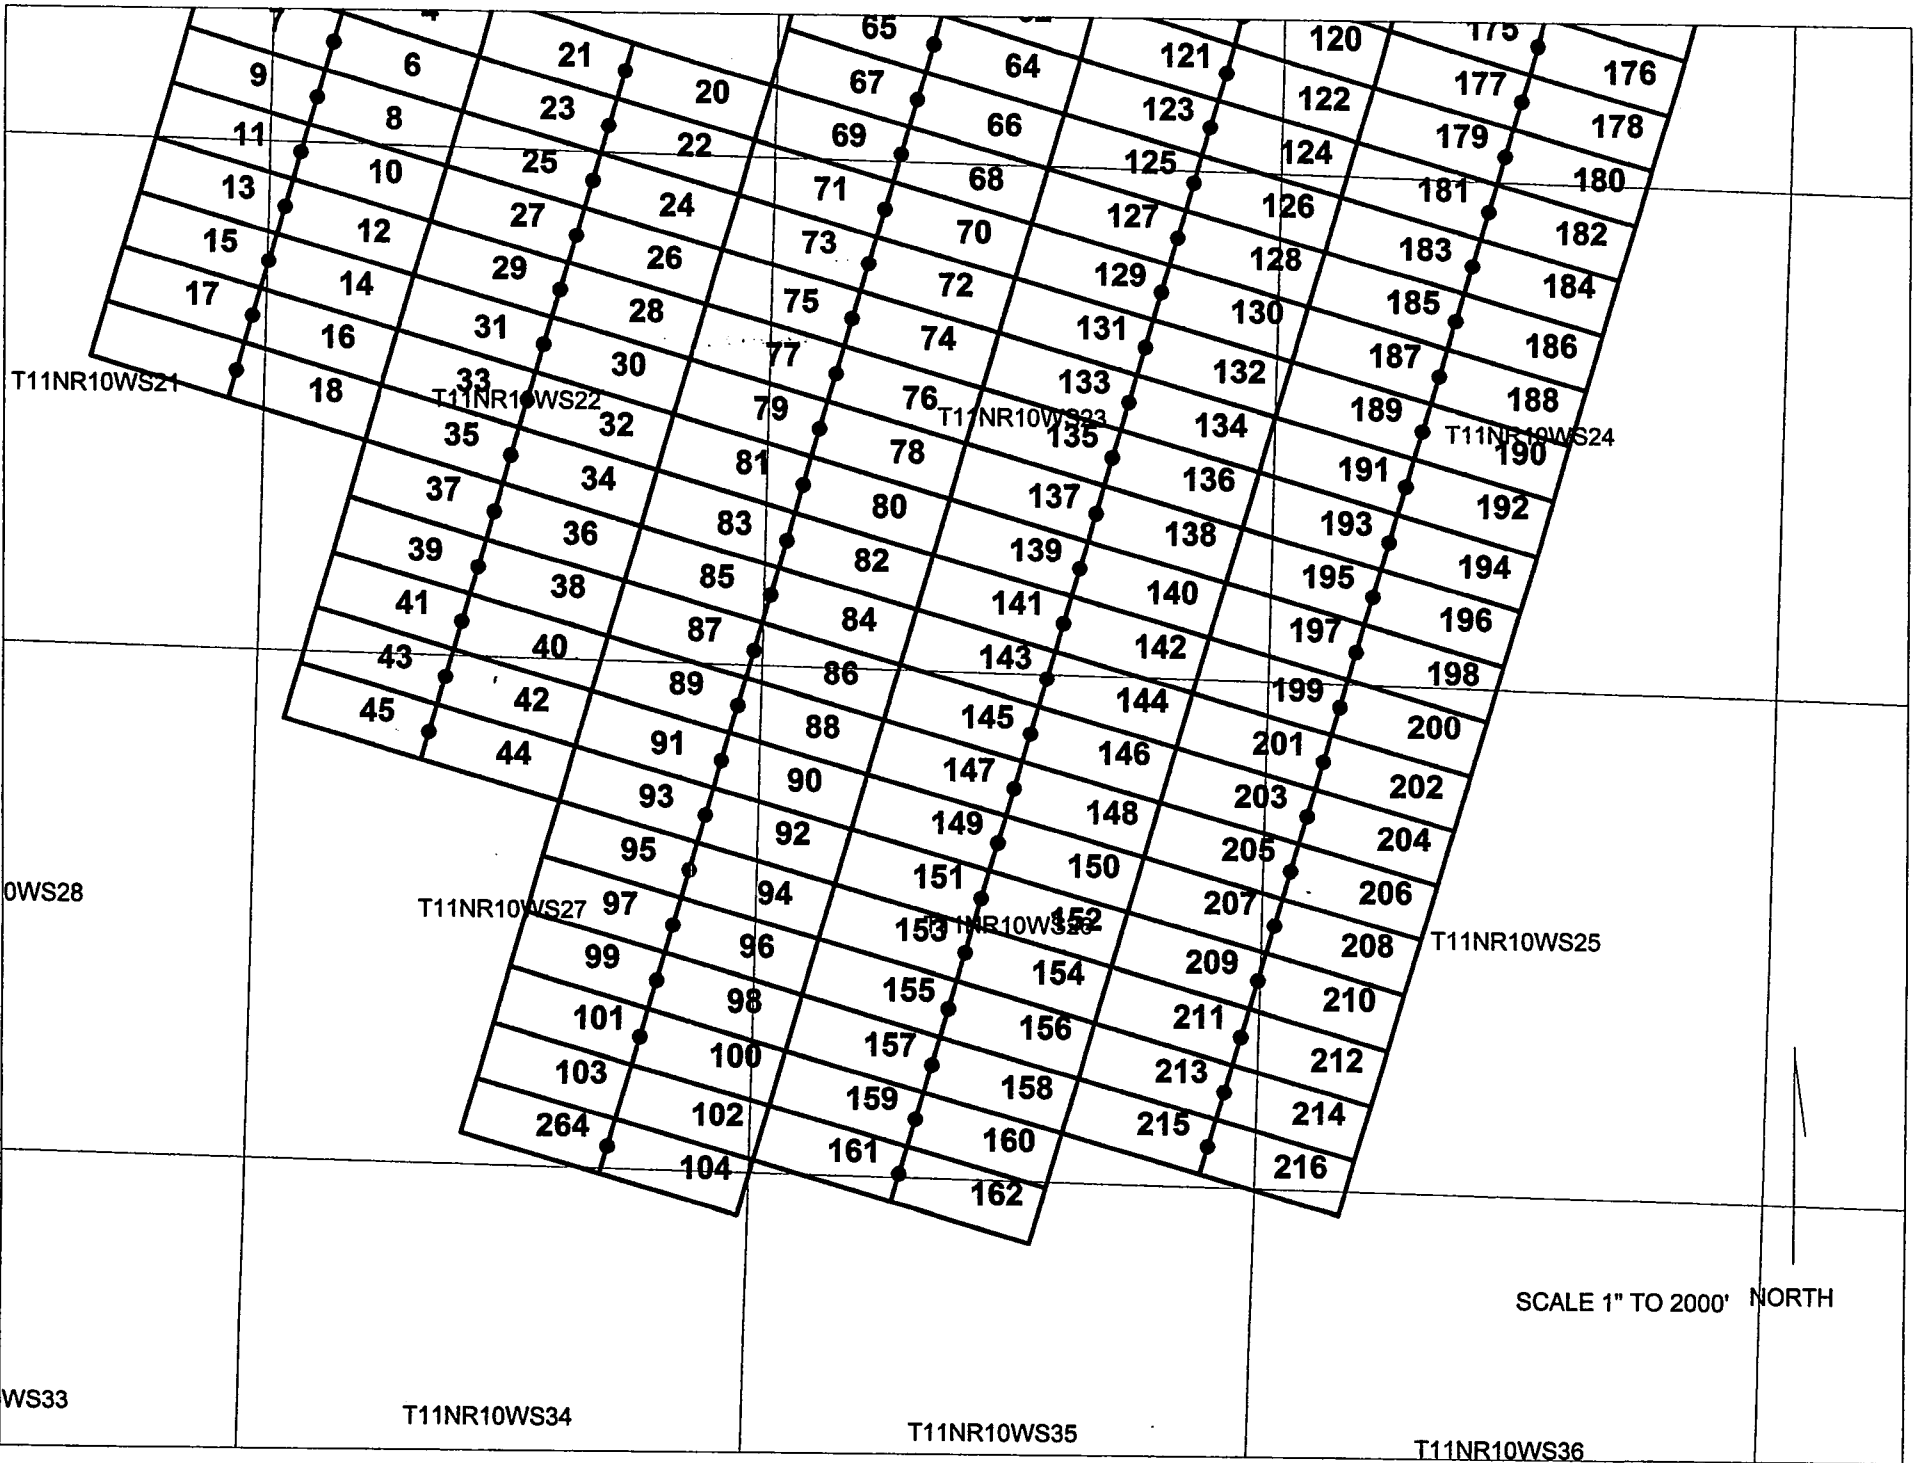 7 4 65 62 175
21 121 120
9 6 20 67 64 177 176
23 123 122
11 8 22 69 66 179 178
25 125 124
13 10 24 71 68 181 180
27 127 126
15 12 26 73 70 183 182
29 129 128
17 14 28 75 72 185 184
31 131 130
16 30 77 74 187 186
T11NR10WS21 33 133 132
18 T11NR10WS22 32 79 76 T11NR10WS23 189 188
35 135 134 T11NR10WS24 190
37 34 81 78 191
137 136 192
39 36 83 80 193
139 138 194
41 38 85 82 195
141 140 196
43 40 87 84 197
143 142 198
45 42 89 86 199
145 144 200
44 91 88 201
147 146 202
93 90 203
149 148 204
95 92 205
151 150 206
0WS28 T11NR10WS27 97 94 207
153 T11NR10WS26 152 208 T11NR10WS25
99 96 209
155 154 210
101 98 211
157 156 212
103 100 213
159 158 214
264 102 215
161 160 216
104
162
SCALE 1" TO 2000' NORTH
WS33
T11NR10WS34
T11NR10WS35
T11NR10WS36